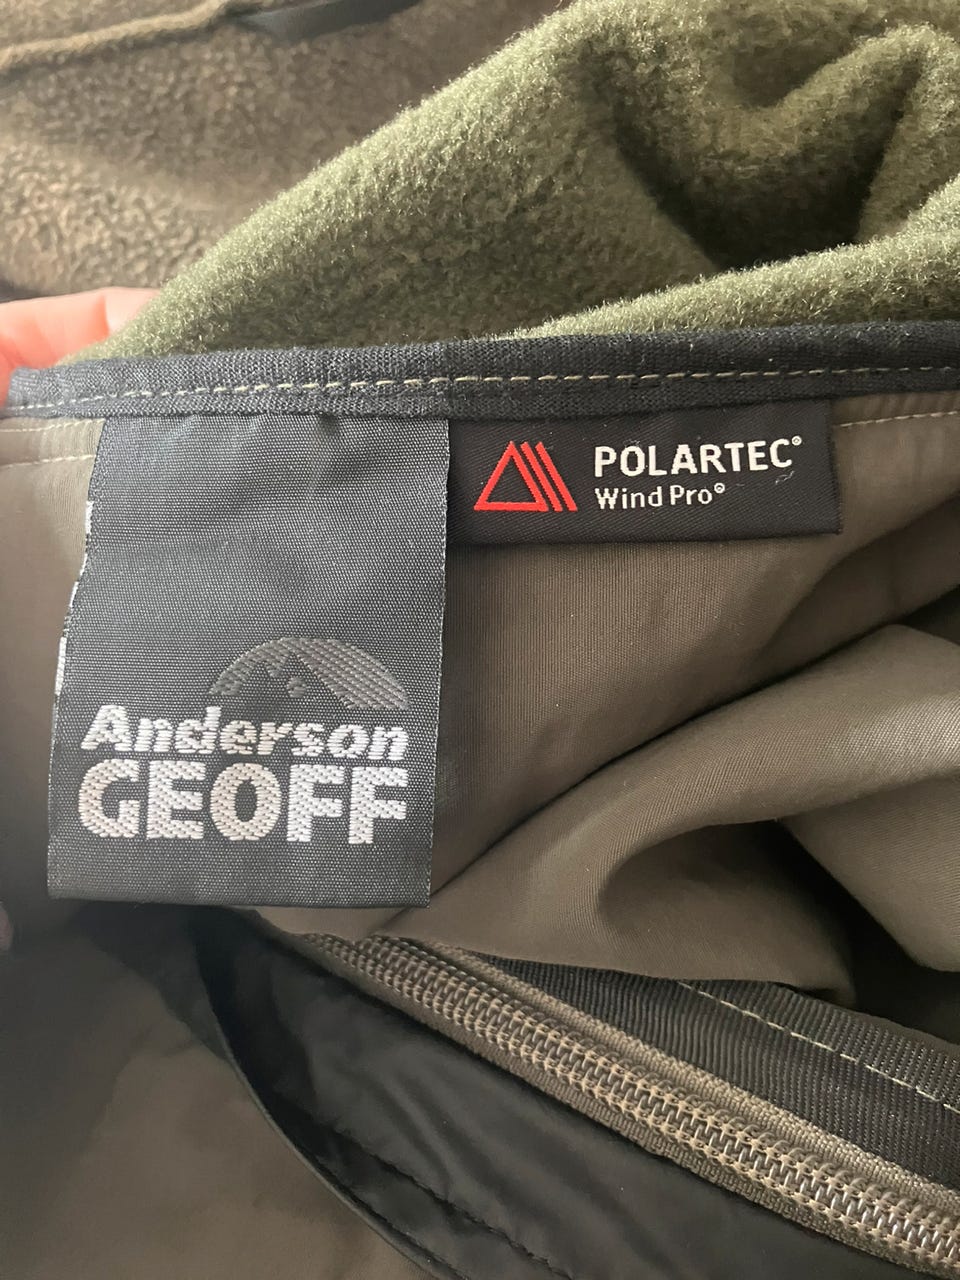 Anderson
GEOFF
POLARTEC®
Wind Pro®